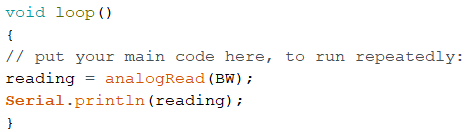 void loop()
{
// put your main code here, to run repeatedly:
reading = analogRead(BW);
Serial.println(reading);
}